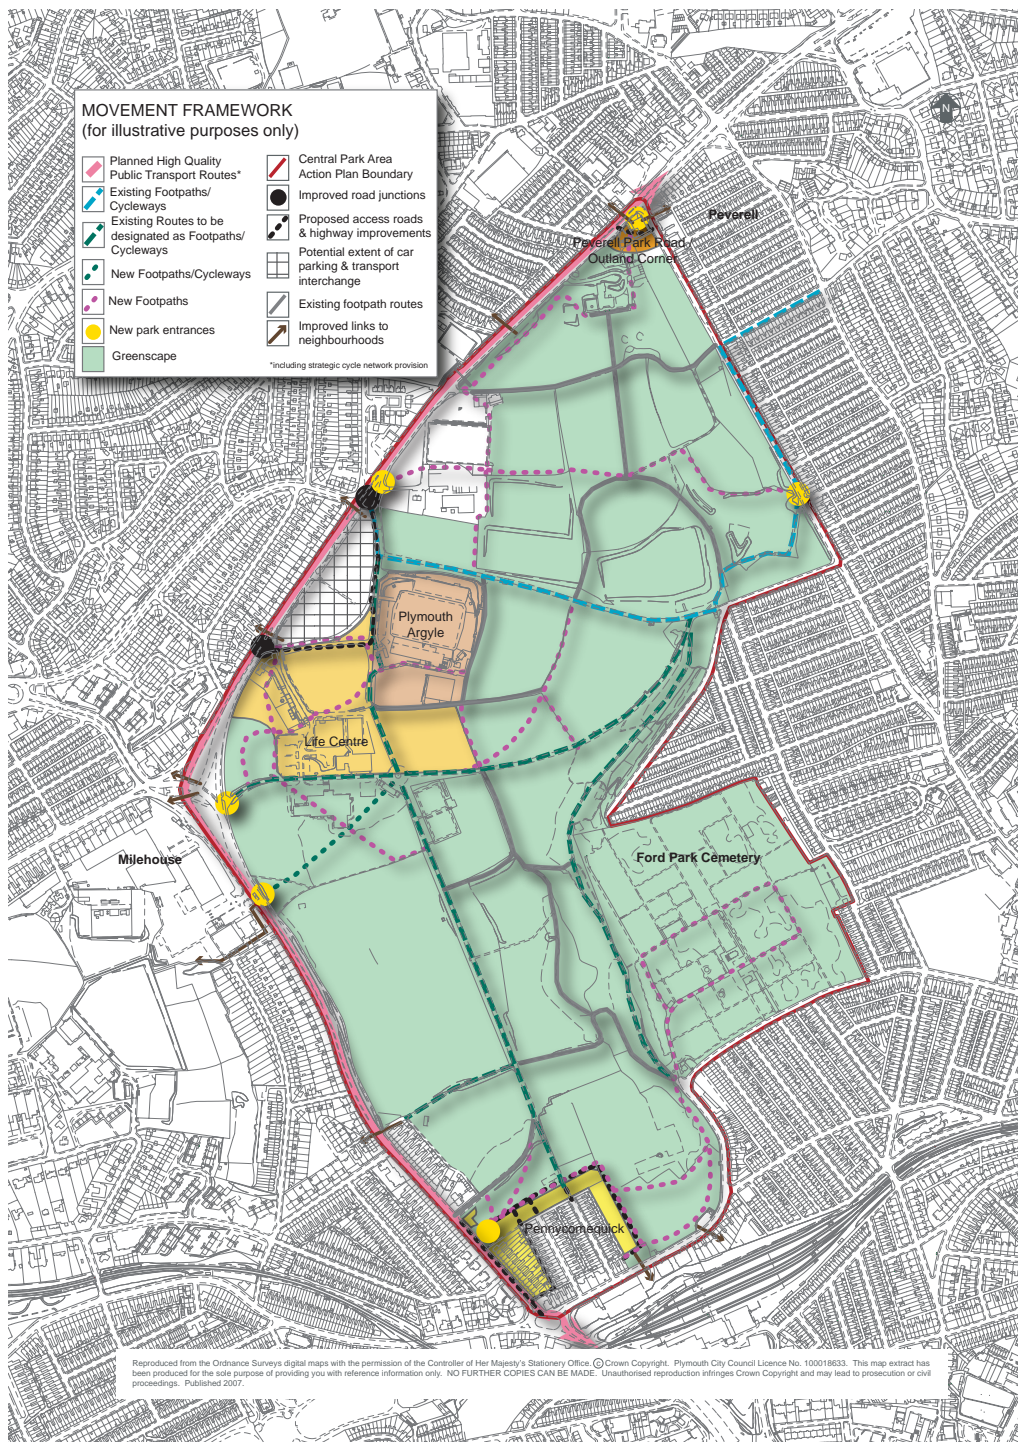 MOVEMENT FRAMEWORK
(for illustrative purposes only)
Planned High Quality
Public Transport Routes*
Existing Footpaths/
Cycleways
Existing Routes to be
designated as Footpaths/
Cycleways
New Footpaths/Cycleways
New Footpaths
New park entrances
Greenscape
Central Park Area
Action Plan Boundary
Improved road junctions
Proposed access roads
& highway improvements
Potential extent of car
parking & transport
interchange
Existing footpath routes
Improved links to
neighbourhoods
*including strategic cycle network provision
N
Peverell
Peverell Park Road /
Outland Corner
Plymouth
Argyle
Life Centre
Milehouse
Ford Park Cemetery
Pennycomequick
Reproduced from the Ordnance Surveys digital maps with the permission of the Controller of Her Majesty's Stationery Office. © Crown Copyright. Plymouth City Council Licence No. 100018633. This map extract has
been produced for the sole purpose of providing you with reference information only. NO FURTHER COPIES CAN BE MADE. Unauthorised reproduction infringes Crown Copyright and may lead to prosecution or civil
proceedings. Published 2007.